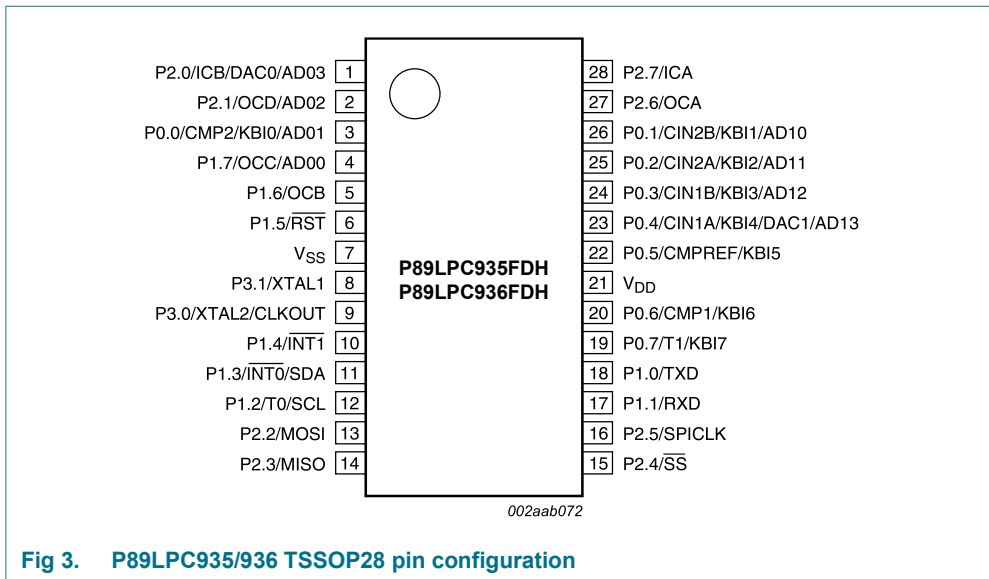 P2.0/ICB/DAC0/AD03 1
P2.1/OCD/AD02 2
P0.0/CMP2/KBI0/AD01 3
P1.7/OCC/AD00 4
P1.6/OCB 5
P1.5/R̅S̅T̅ 6
VSS 7
P3.1/XTAL1 8
P3.0/XTAL2/CLKOUT 9
P1.4/I̅N̅T̅1̅ 10
P1.3/I̅N̅T̅0̅/SDA 11
P1.2/T0/SCL 12
P2.2/MOSI 13
P2.3/MISO 14
P89LPC935FDH
P89LPC936FDH
28 P2.7/ICA
27 P2.6/OCA
26 P0.1/CIN2B/KBI1/AD10
25 P0.2/CIN2A/KBI2/AD11
24 P0.3/CIN1B/KBI3/AD12
23 P0.4/CIN1A/KBI4/DAC1/AD13
22 P0.5/CMPREF/KBI5
21 VDD
20 P0.6/CMP1/KBI6
19 P0.7/T1/KBI7
18 P1.0/TXD
17 P1.1/RXD
16 P2.5/SPICLK
15 P2.4/S̅S̅
002aab072
Fig 3. P89LPC935/936 TSSOP28 pin configuration